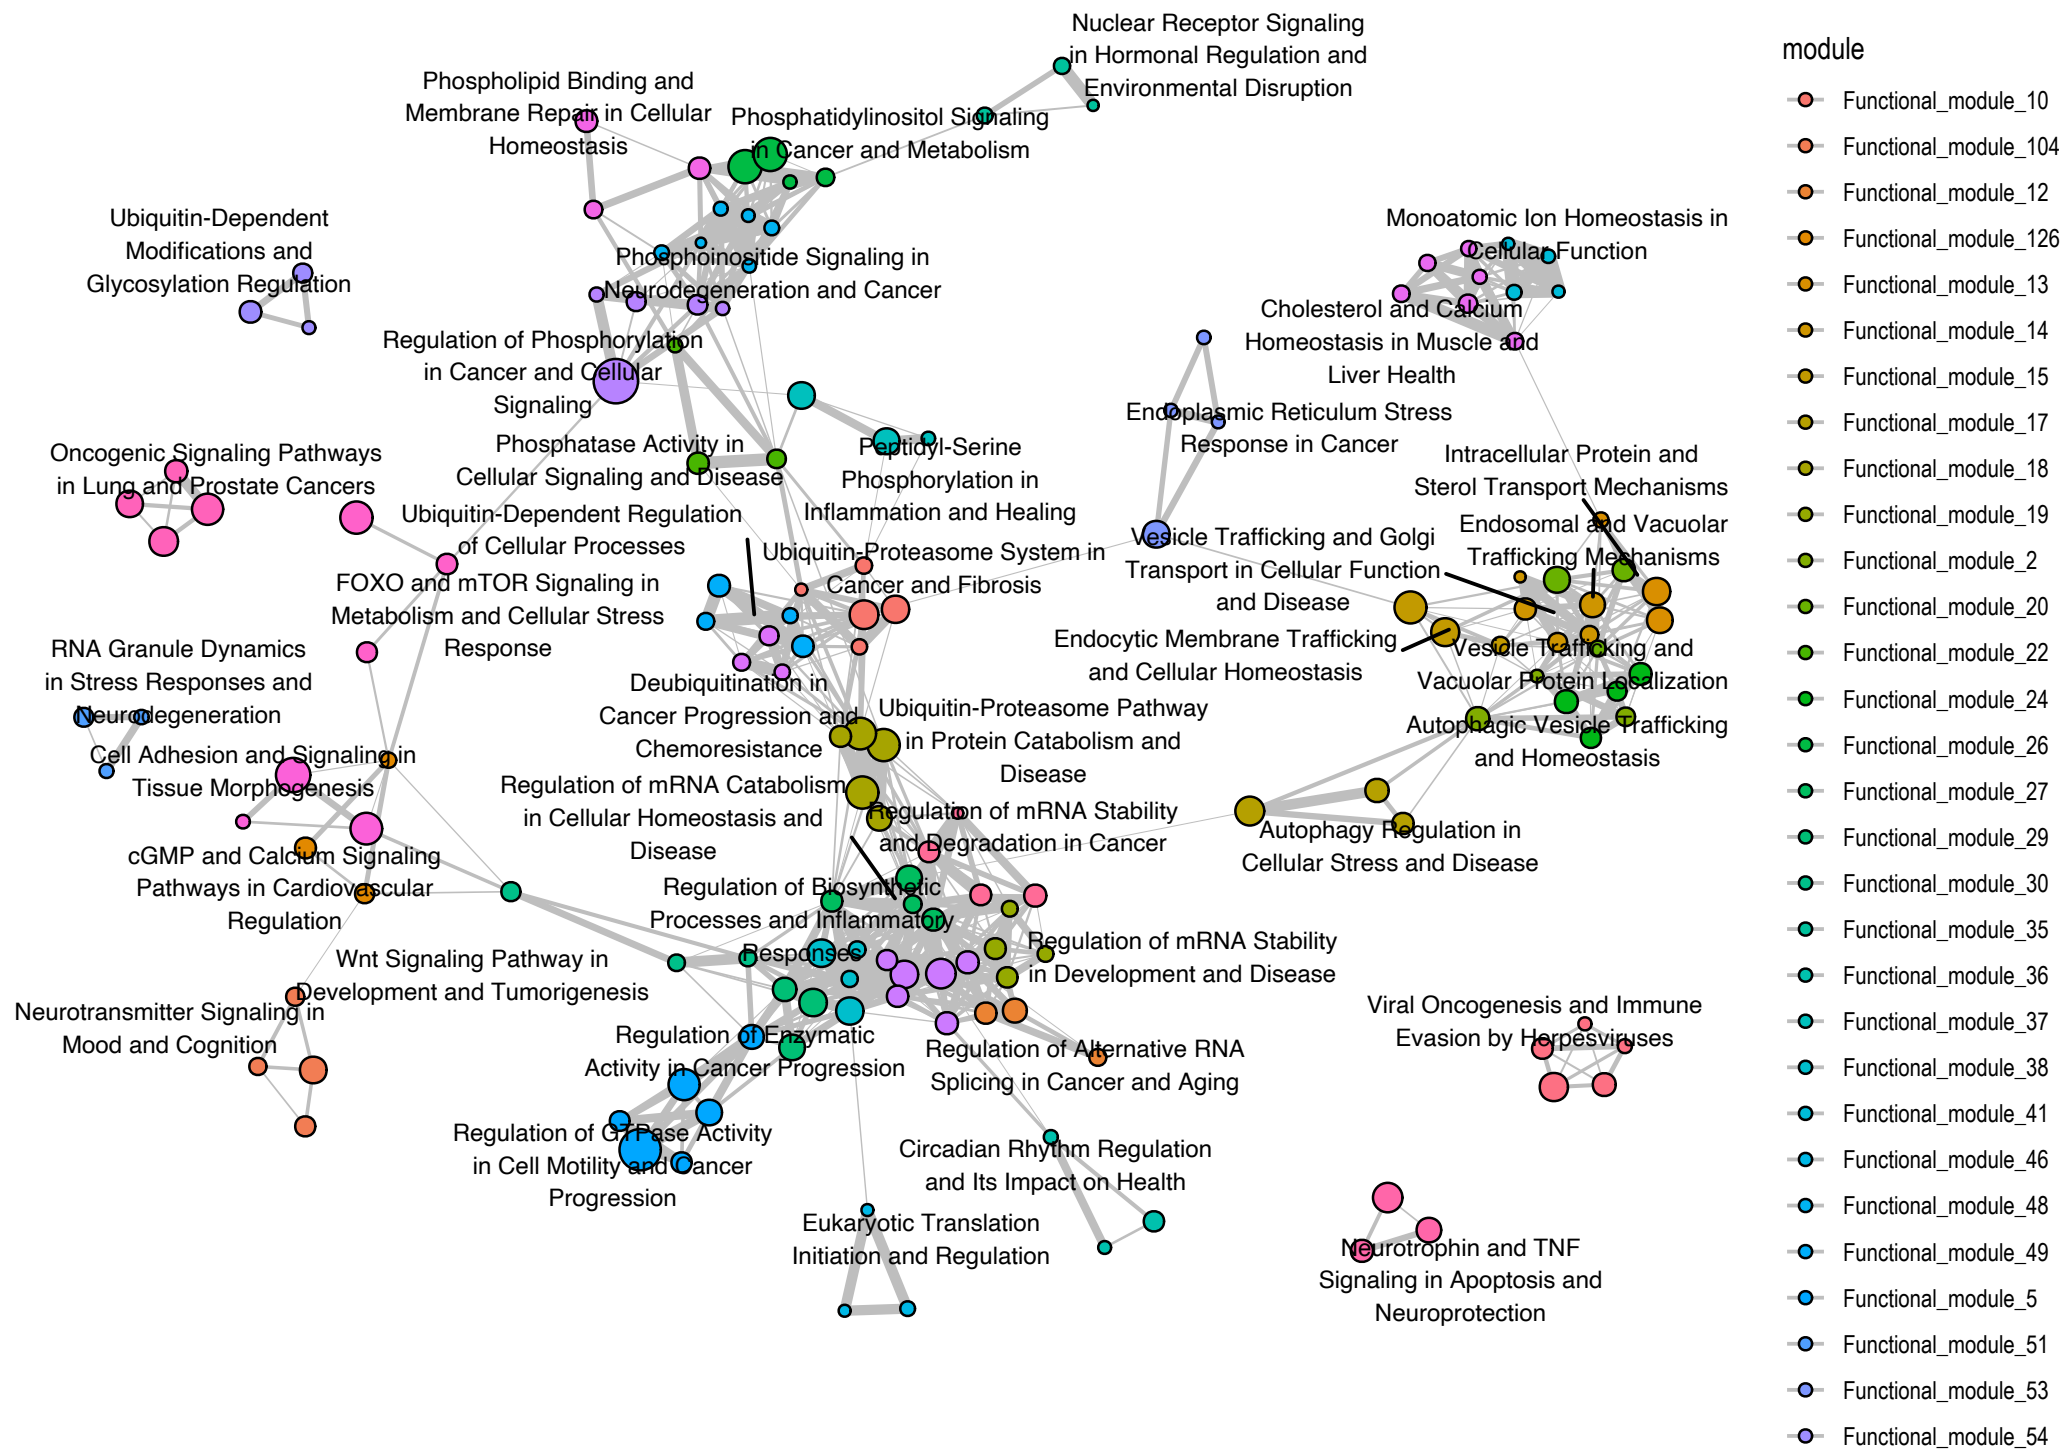 Nuclear Receptor Signaling
in Hormonal Regulation and
Environmental Disruption
Phospholipid Binding and
Membrane Repair in Cellular
Homeostasis
Phosphatidylinositol Signaling
in Cancer and Metabolism
Ubiquitin-Dependent
Modifications and
Glycosylation Regulation
Phosphoinositide Signaling in
Neurodegeneration and Cancer
Monoatomic Ion Homeostasis in
Cellular Function
Cholesterol and Calcium
Homeostasis in Muscle and
Liver Health
Regulation of Phosphorylation
in Cancer and Cellular
Signaling
Endoplasmic Reticulum Stress
Response in Cancer
Phosphatase Activity in
Cellular Signaling and Disease
Peptidyl-Serine
Phosphorylation in
Inflammation and Healing
Oncogenic Signaling Pathways
in Lung and Prostate Cancers
Intracellular Protein and
Sterol Transport Mechanisms
Ubiquitin-Dependent Regulation
of Cellular Processes
Ubiquitin-Proteasome System in
Cancer and Fibrosis
Vesicle Trafficking and Golgi
Transport in Cellular Function
and Disease
Endosomal and Vacuolar
Trafficking Mechanisms
FOXO and mTOR Signaling in
Metabolism and Cellular Stress
Response
Endocytic Membrane Trafficking
and Cellular Homeostasis
Vesicle Trafficking and
Vacuolar Protein Localization
RNA Granule Dynamics
in Stress Responses and
Neurodegeneration
Deubiquitination in
Cancer Progression and
Chemoresistance
Ubiquitin-Proteasome Pathway
in Protein Catabolism and
Disease
Autophagic Vesicle Trafficking
and Homeostasis
Cell Adhesion and Signaling in
Tissue Morphogenesis
Regulation of mRNA Catabolism
in Cellular Homeostasis and
Disease
Regulation of mRNA Stability
and Degradation in Cancer
Autophagy Regulation in
Cellular Stress and Disease
cGMP and Calcium Signaling
Pathways in Cardiovascular
Regulation
Regulation of Biosynthetic
Processes and Inflammatory
Responses
Regulation of mRNA Stability
in Development and Disease
Wnt Signaling Pathway in
Development and Tumorigenesis
Neurotransmitter Signaling in
Mood and Cognition
Regulation of Enzymatic
Activity in Cancer Progression
Regulation of Alternative RNA
Splicing in Cancer and Aging
Viral Oncogenesis and Immune
Evasion by Herpesviruses
Regulation of GTPase Activity
in Cell Motility and Cancer
Progression
Circadian Rhythm Regulation
and Its Impact on Health
Eukaryotic Translation
Initiation and Regulation
Neurotrophin and TNF
Signaling in Apoptosis and
Neuroprotection
module
Functional_module_10
Functional_module_104
Functional_module_12
Functional_module_126
Functional_module_13
Functional_module_14
Functional_module_15
Functional_module_17
Functional_module_18
Functional_module_19
Functional_module_2
Functional_module_20
Functional_module_22
Functional_module_24
Functional_module_26
Functional_module_27
Functional_module_29
Functional_module_30
Functional_module_35
Functional_module_36
Functional_module_37
Functional_module_38
Functional_module_41
Functional_module_46
Functional_module_48
Functional_module_49
Functional_module_5
Functional_module_51
Functional_module_53
Functional_module_54